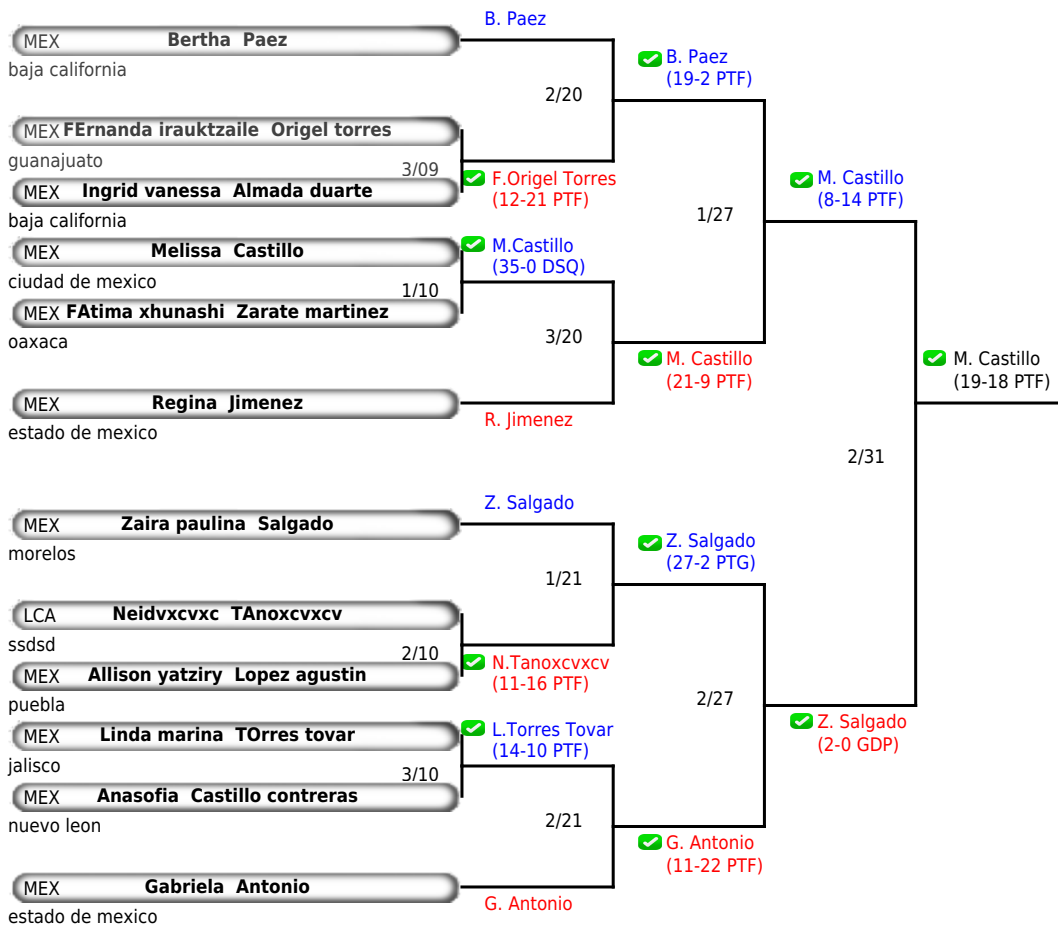 B. Paez
MEX Bertha Paez
baja california
B. Paez
(19-2 PTF)
2/20
MEX FErnanda irauktzaile Origel torres
guanajuato
3/09
F.Origel Torres
(12-21 PTF)
MEX Ingrid vanessa Almada duarte
baja california
M. Castillo
(8-14 PTF)
1/27
MEX Melissa Castillo
M.Castillo
(35-0 DSQ)
ciudad de mexico
1/10
MEX FAtima xhunashi Zarate martinez
oaxaca
3/20
M. Castillo
(21-9 PTF)
M. Castillo
(19-18 PTF)
MEX Regina Jimenez
R. Jimenez
estado de mexico
2/31
Z. Salgado
MEX Zaira paulina Salgado
morelos
Z. Salgado
(27-2 PTG)
1/21
LCA Neidvxcvxc TAnoxcvxcv
ssdsd
2/10
N.Tanoxcvxcv
(11-16 PTF)
MEX Allison yatziry Lopez agustin
puebla
2/27
MEX Linda marina TOrres tovar
L.Torres Tovar
(14-10 PTF)
Z. Salgado
(2-0 GDP)
jalisco
3/10
MEX Anasofia Castillo contreras
nuevo leon
2/21
G. Antonio
(11-22 PTF)
MEX Gabriela Antonio
G. Antonio
estado de mexico